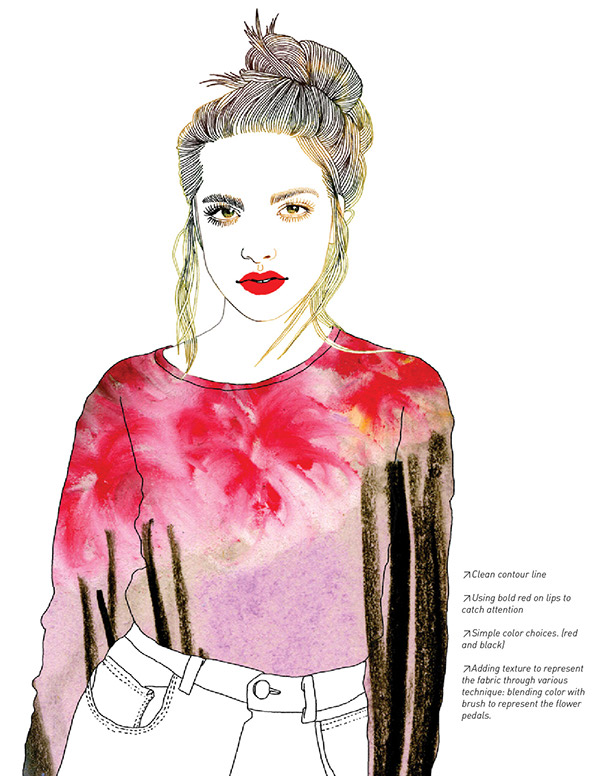 ↗Clean contour line
↗Using bold red on lips to
catch attention
↗Simple color choices. (red
and black)
↗Adding texture to represent
the fabric through various
technique: blending color with
brush to represent the flower
pedals.